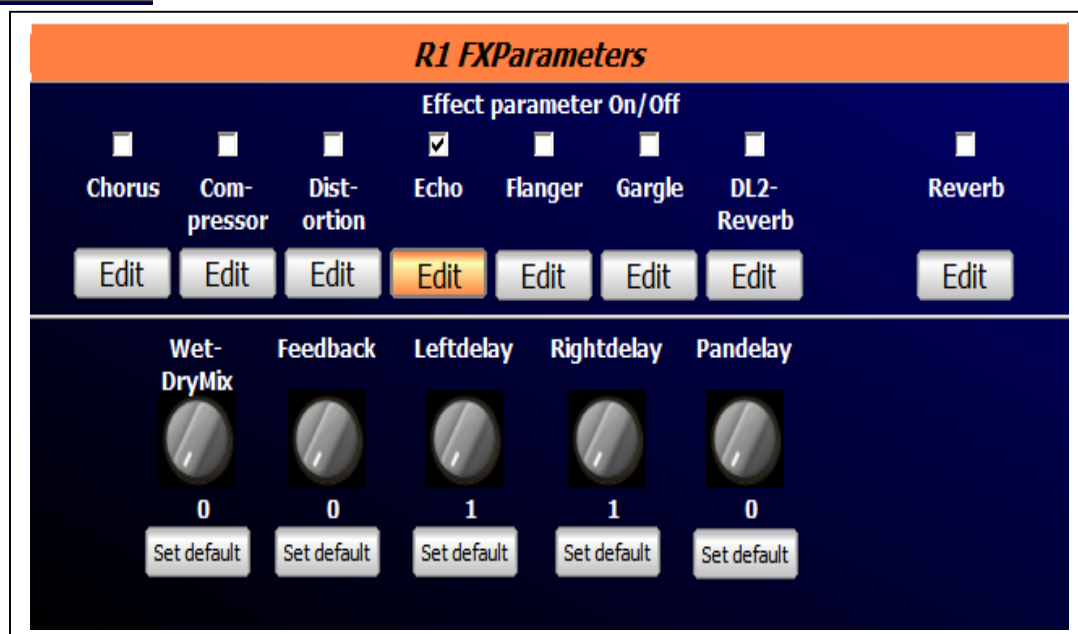 R1 FXParameters
Effect parameter On/Off
Chorus Com- Dist- Echo Flanger Gargle DL2- Reverb
pressor ortion Reverb
Edit Edit Edit Edit Edit Edit Edit Edit
Wet- Feedback Leftdelay Rightdelay Pandelay
DryMix
0 0 1 1 0
Set default Set default Set default Set default Set default